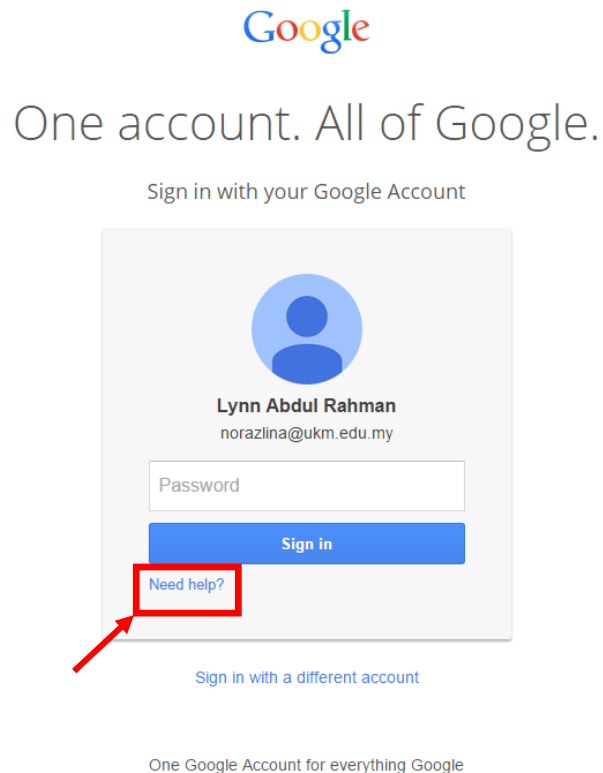 Google
One account. All of Google.
Sign in with your Google Account
Lynn Abdul Rahman
norazlina@ukm.edu.my
Password
Sign in
Need help?
Sign in with a different account
One Google Account for everything Google